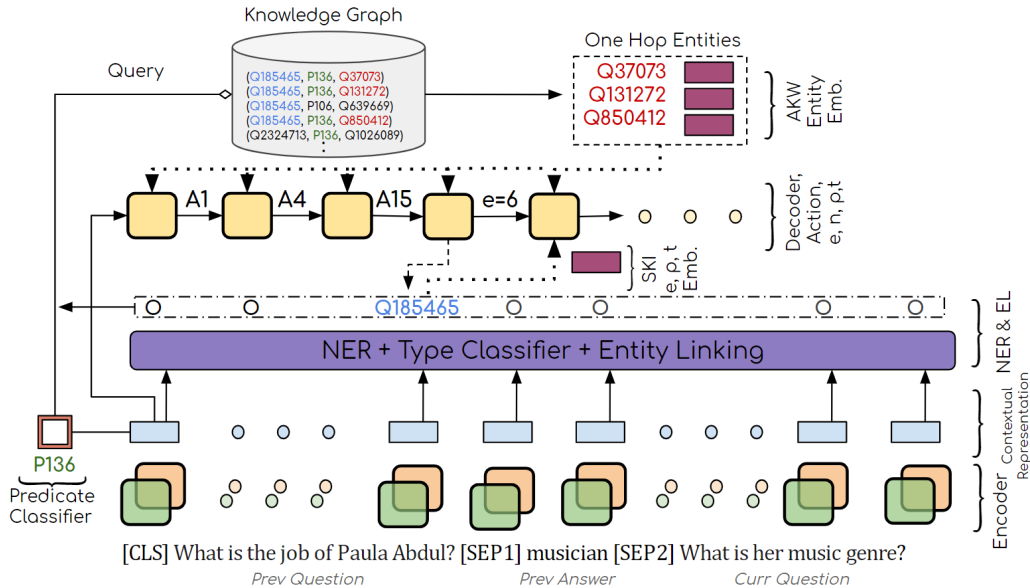 Knowledge Graph
One Hop Entities
Query
(Q185465, P136, Q37073)
(Q185465, P136, Q131272)
(Q185465, P106, Q639669)
(Q185465, P136, Q850412)
(Q2324713, P136, Q1026089)
:
Q37073
Q131272
Q850412
AKW
Entity
Emb.
A1
A4
A15
e=6
Decoder,
Action,
e, n, ρ,t
SKI
e, ρ, t
Emb.
O O Q185465 O O O O
NER + Type Classifier + Entity Linking
NER & EL
Contextual
Representation
P136
Predicate
Classifier
Encoder
[CLS] What is the job of Paula Abdul? [SEP1] musician [SEP2] What is her music genre?
Prev Question Prev Answer Curr Question